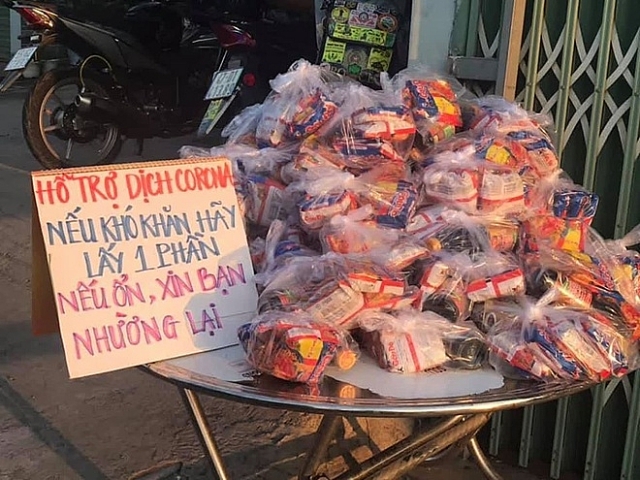 HỖ TRỢ DỊCH CORONA
NẾU KHÓ KHĂN HÃY
LẤY 1 PHẦN
NẾU ỔN, XIN BẠN
NHƯỜNG LẠI